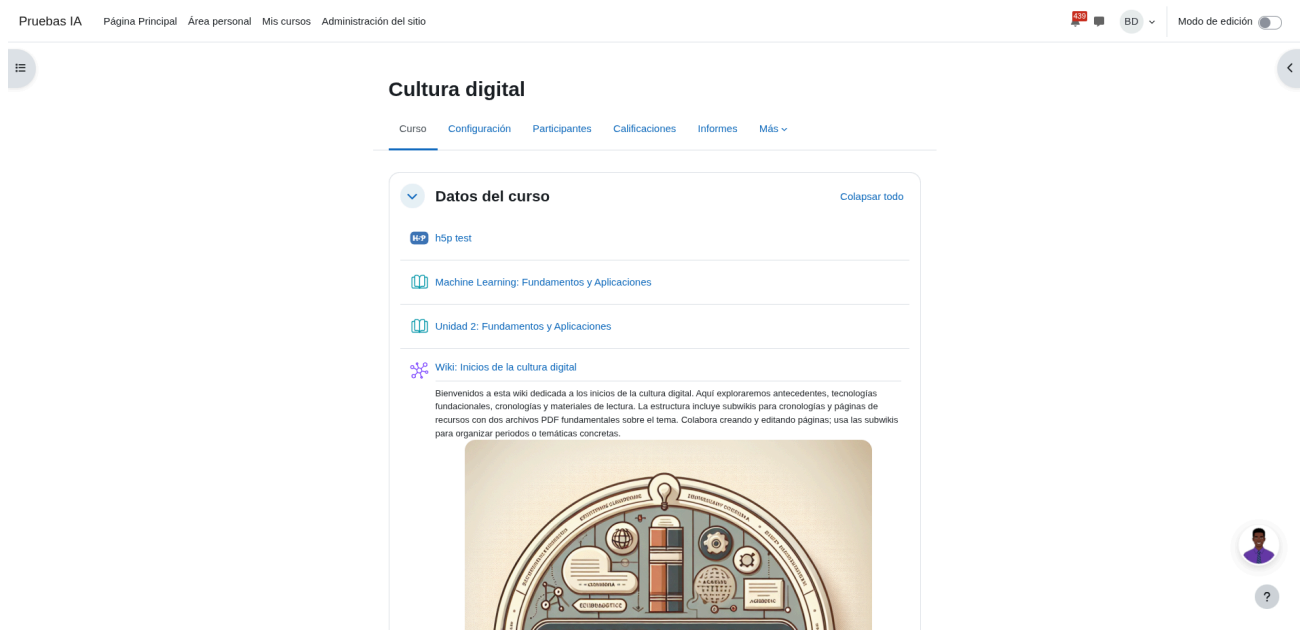 Pruebas IA
Página Principal
Área personal
Mis cursos
Administración del sitio
439
BD
Modo de edición
Cultura digital
Curso
Configuración
Participantes
Calificaciones
Informes
Más
Datos del curso
Colapsar todo
H-P
h5p test
Machine Learning: Fundamentos y Aplicaciones
Unidad 2: Fundamentos y Aplicaciones
Wiki: Inicios de la cultura digital
Bienvenidos a esta wiki dedicada a los inicios de la cultura digital. Aquí exploraremos antecedentes, tecnologías
fundacionales, cronologías y materiales de lectura. La estructura incluye subwikis para cronologías y páginas de
recursos con dos archivos PDF fundamentales sobre el tema. Colabora creando y editando páginas; usa las subwikis
para organizar periodos o temáticas concretas.
?